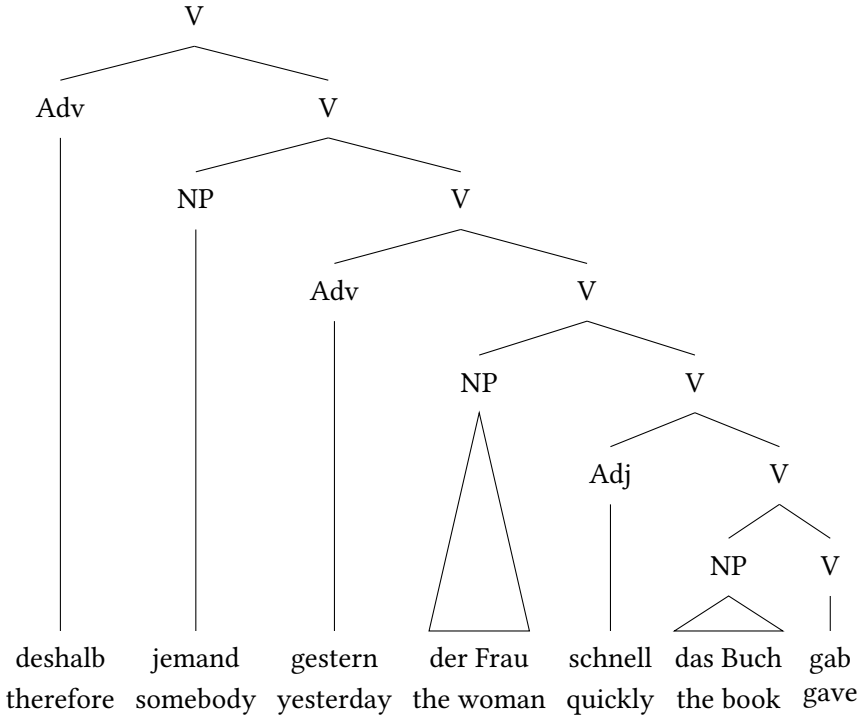 V
Adv V
NP V
Adv V
NP V
Adj V
NP V
deshalb jemand gestern der Frau schnell das Buch gab
therefore somebody yesterday the woman quickly the book gave